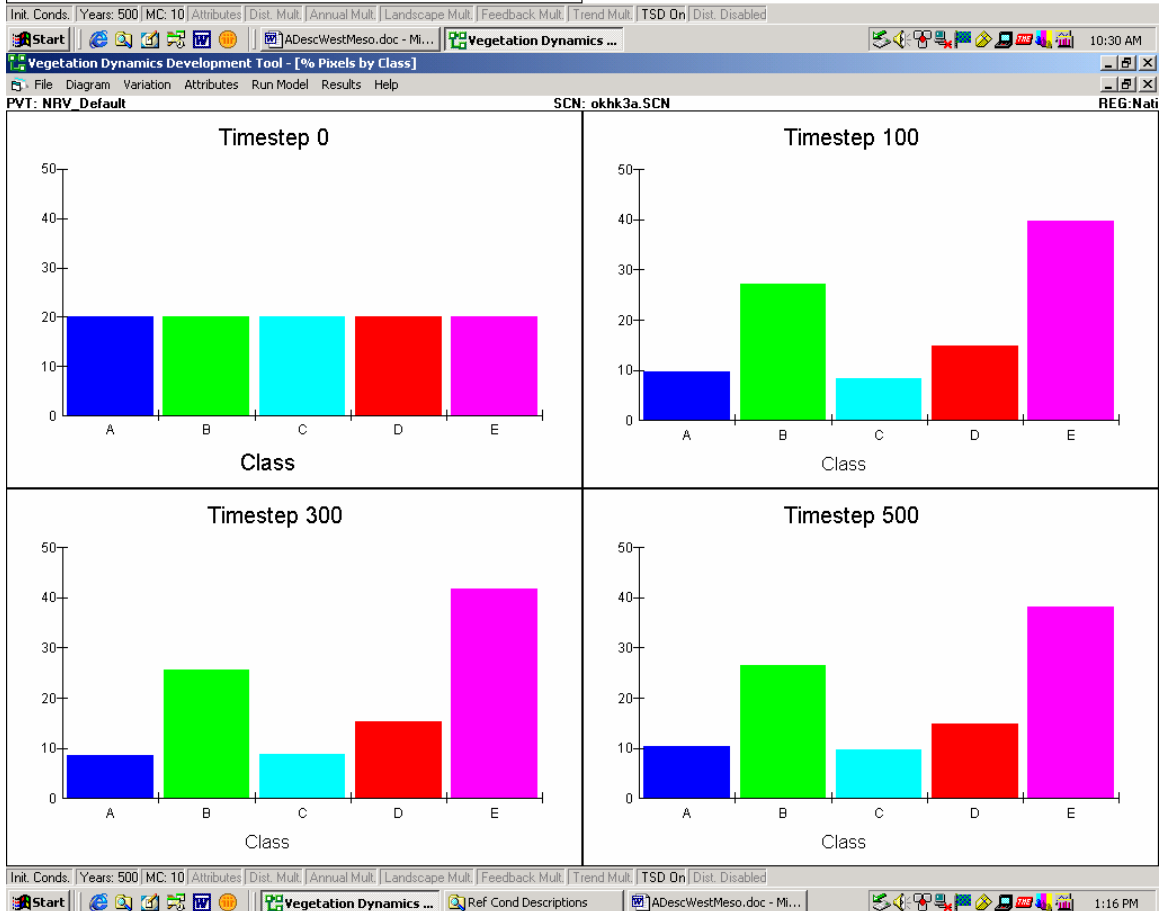 Init. Conds. Years: 500 MC: 10 Attributes Dist. Mult. Annual Mult. Landscape Mult. Feedback Mult. Trend Mult. TSD On Dist. Disabled
Start ADescWestMeso.doc - Mi... Vegetation Dynamics ... 10:30 AM
Vegetation Dynamics Development Tool - [% Pixels by Class]
File Diagram Variation Attributes Run Model Results Help
PVT: NRV_Default SCN: okhk3a.SCN REG:Nati
Timestep 0
50
40
30
20
10
0
A B C D E
Class
Timestep 100
50
40
30
20
10
0
A B C D E
Class
Timestep 300
50
40
30
20
10
0
A B C D E
Class
Timestep 500
50
40
30
20
10
0
A B C D E
Class
Init. Conds. Years: 500 MC: 10 Attributes Dist. Mult. Annual Mult. Landscape Mult. Feedback Mult. Trend Mult. TSD On Dist. Disabled
Start Vegetation Dynamics ... Ref Cond Descriptions ADescWestMeso.doc - Mi... 1:16 PM